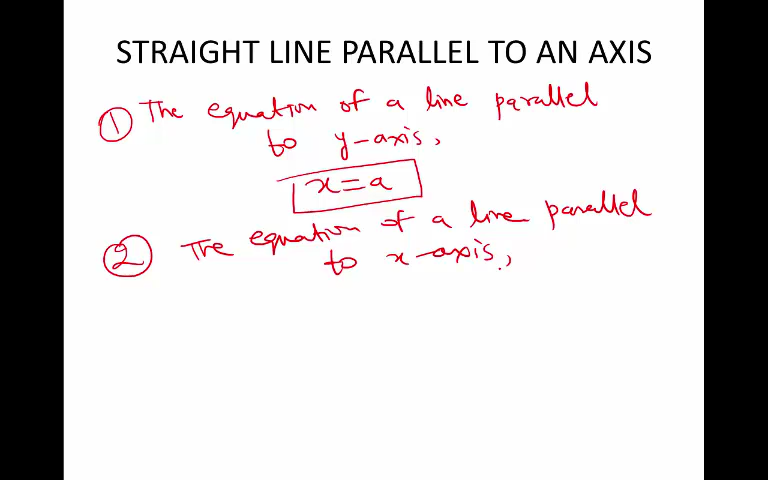 STRAIGHT LINE PARALLEL TO AN AXIS
① The equation of a line parallel
to y-axis,
x=a
② The equation of a line parallel
to x-axis,